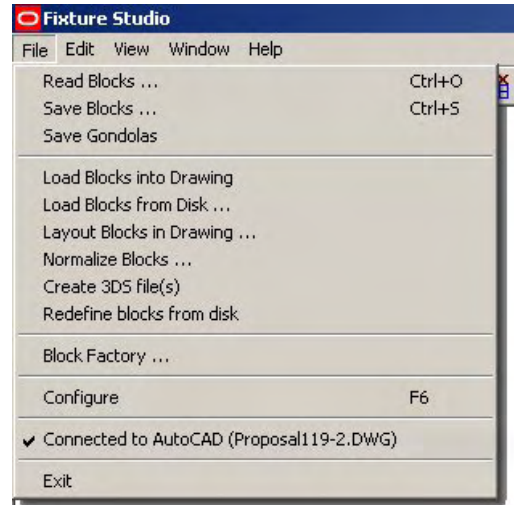 Fixture Studio
File Edit View Window Help
Read Blocks ... Ctrl+O
Save Blocks ... Ctrl+S
Save Gondolas
Load Blocks into Drawing
Load Blocks from Disk ...
Layout Blocks in Drawing ...
Normalize Blocks ...
Create 3DS file(s)
Redefine blocks from disk
Block Factory ...
Configure F6
Connected to AutoCAD (Proposal119-2.DWG)
Exit